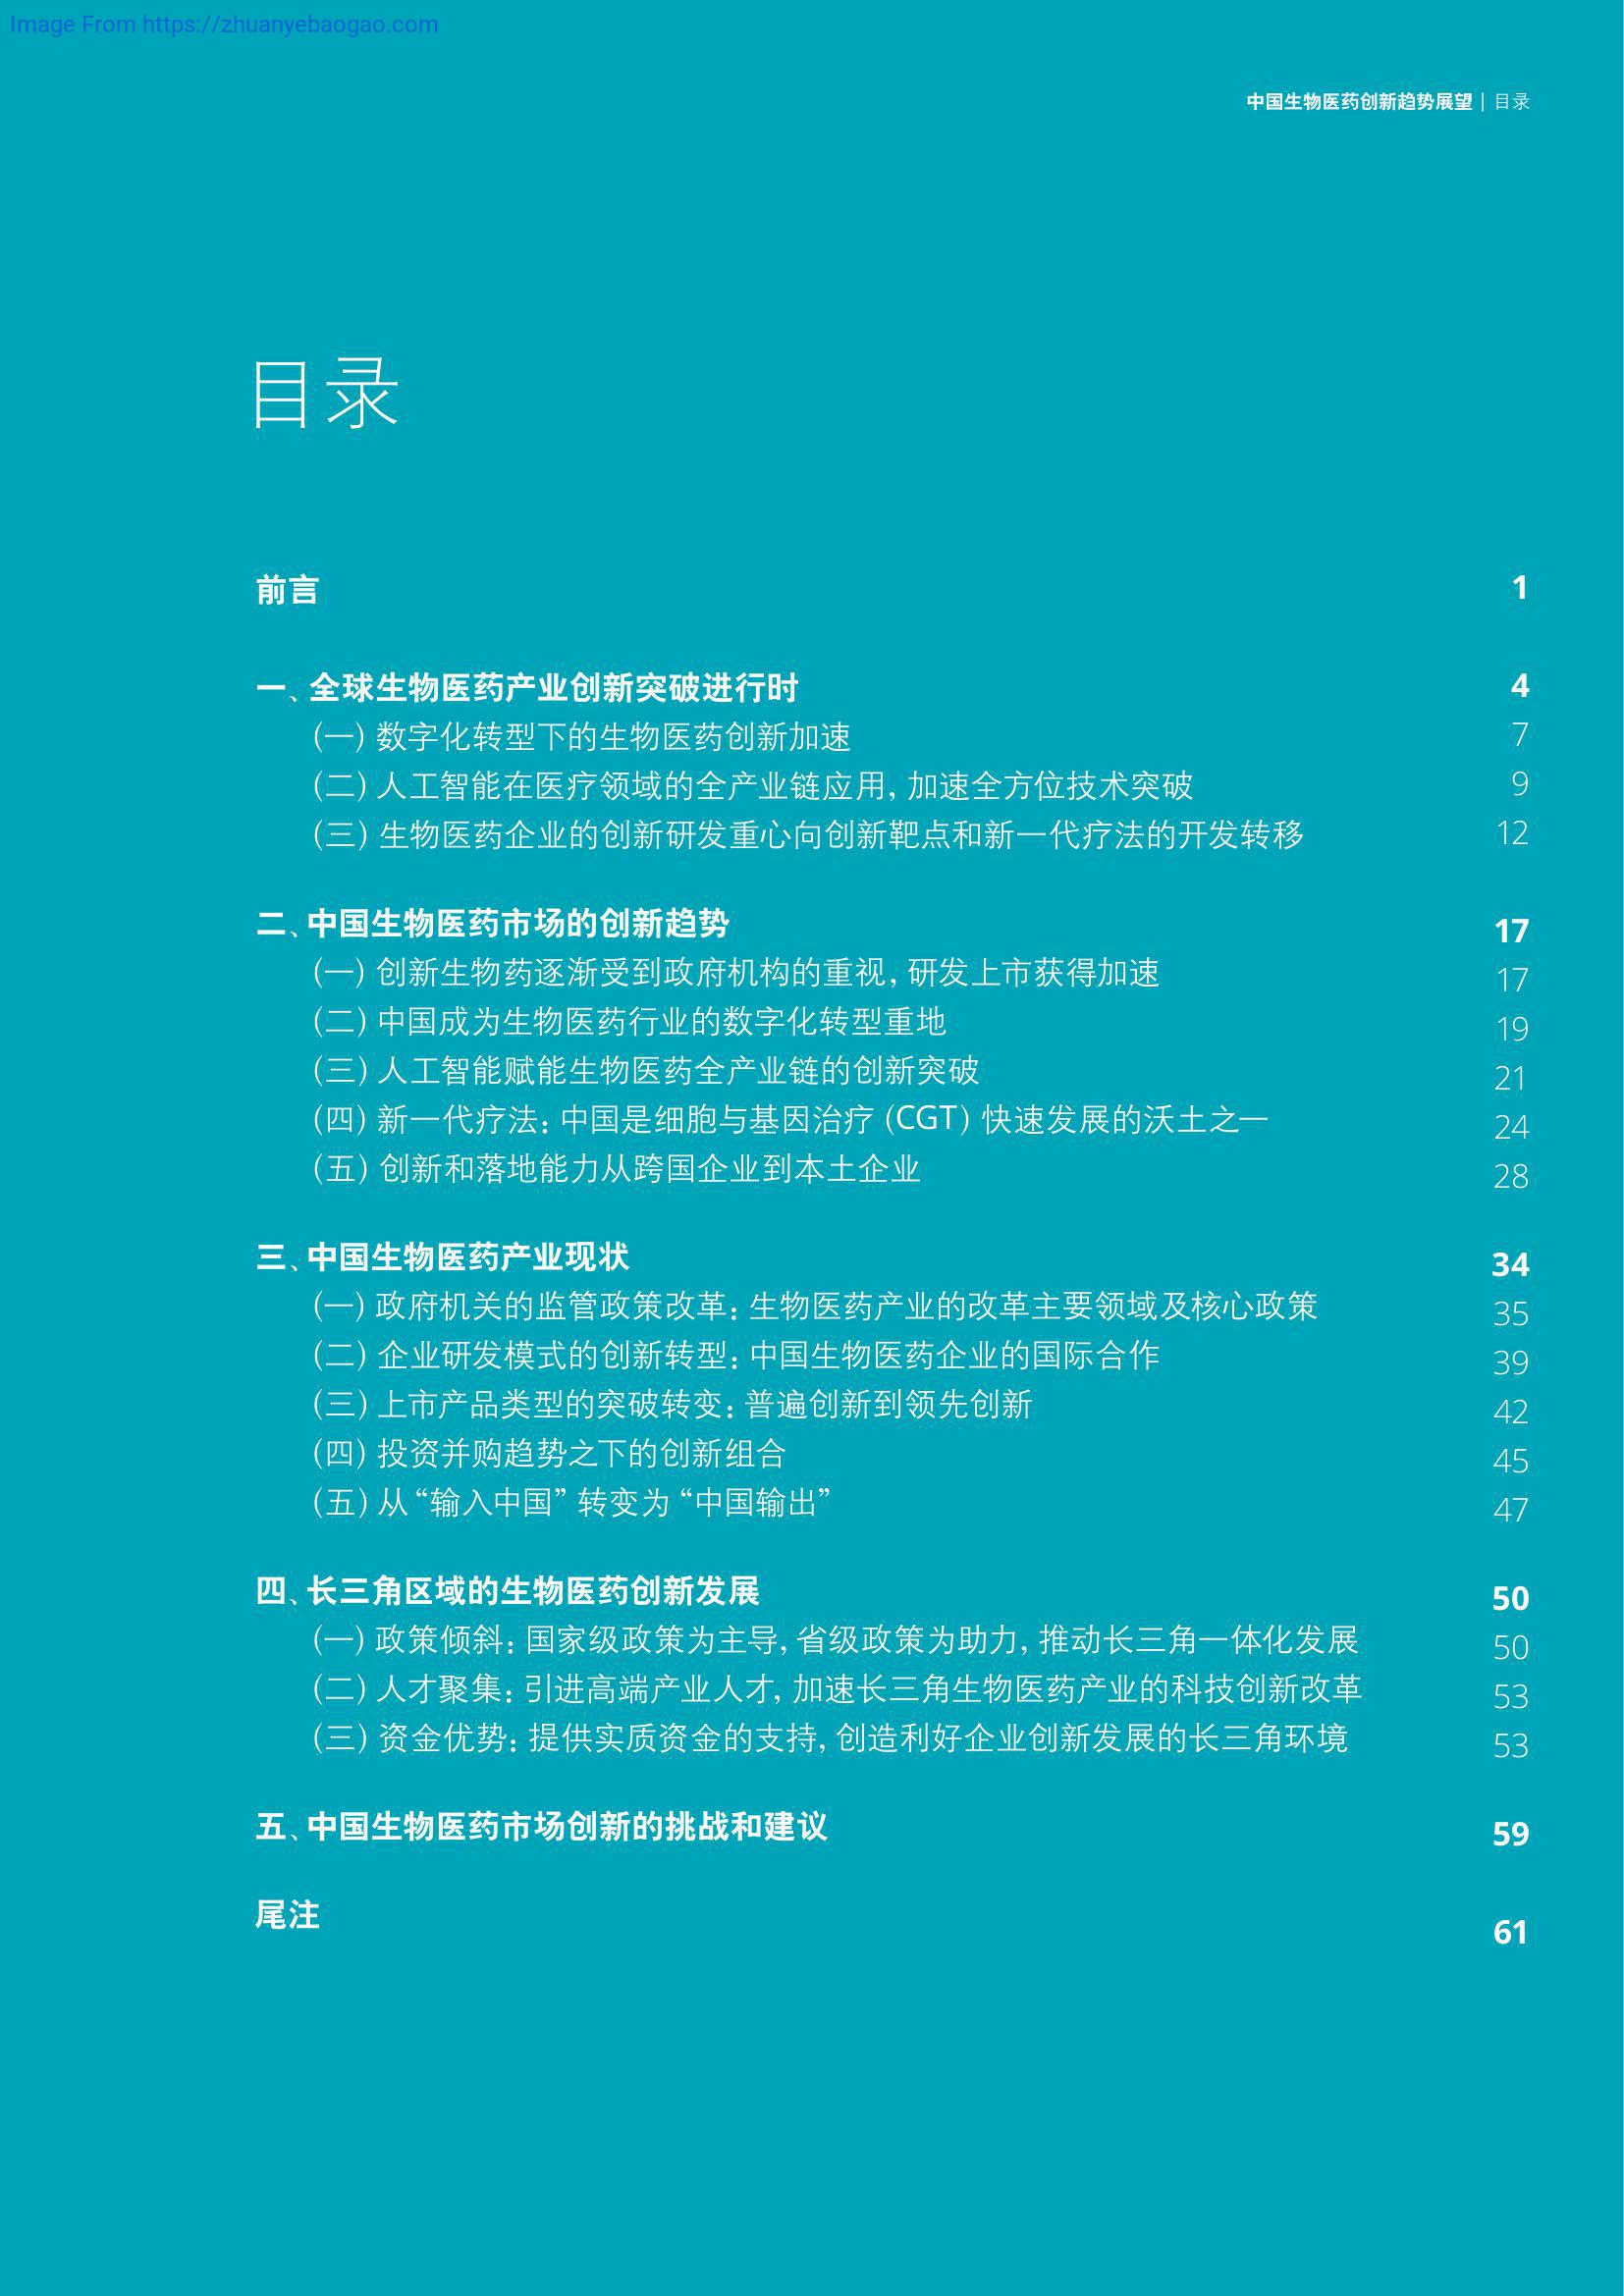 Image From https://zhuanyebaogao.com
中国生物医药创新趋势展望 | 目录
目录
前言 1
一、全球生物医药产业创新突破进行时 4
(一) 数字化转型下的生物医药创新加速 7
(二) 人工智能在医疗领域的全产业链应用, 加速全方位技术突破 9
(三) 生物医药企业的创新研发重心向创新靶点和新一代疗法的开发转移 12
二、中国生物医药市场的创新趋势 17
(一) 创新生物药逐渐受到政府机构的重视, 研发上市获得加速 17
(二) 中国成为生物医药行业的数字化转型重地 19
(三) 人工智能赋能生物医药全产业链的创新突破 21
(四) 新一代疗法: 中国是细胞与基因治疗 (CGT) 快速发展的沃土之一 24
(五) 创新和落地能力从跨国企业到本土企业 28
三、中国生物医药产业现状 34
(一) 政府机关的监管政策改革: 生物医药产业的改革主要领域及核心政策 35
(二) 企业研发模式的创新转型: 中国生物医药企业的国际合作 39
(三) 上市产品类型的突破转变: 普遍创新到领先创新 42
(四) 投资并购趋势之下的创新组合 45
(五) 从 “输入中国” 转变为 “中国输出” 47
四、长三角区域的生物医药创新发展 50
(一) 政策倾斜: 国家级政策为主导, 省级政策为助力, 推动长三角一体化发展 50
(二) 人才聚集: 引进高端产业人才, 加速长三角生物医药产业的科技创新改革 53
(三) 资金优势: 提供实质资金的支持, 创造利好企业创新发展的长三角环境 53
五、中国生物医药市场创新的挑战和建议 59
尾注 61